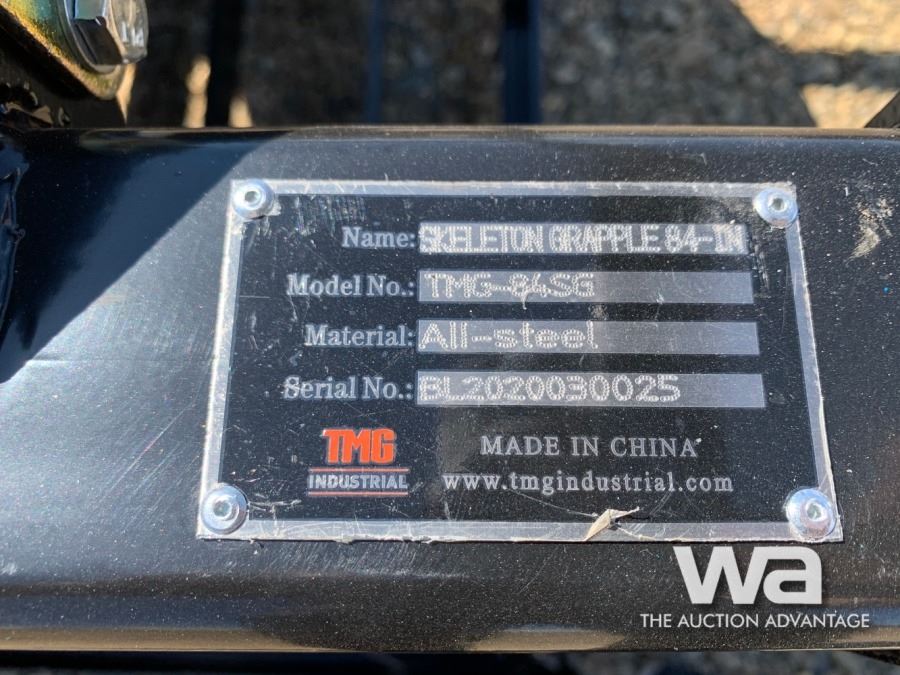 Name: SKELETON GRAPPLE 84-IN
Model No.: TMG-84SG
Material: All-steel
Serial No.: BL2020030025
TMG
INDUSTRIAL
MADE IN CHINA
www.tmgindustrial.com
wa
THE AUCTION ADVANTAGE